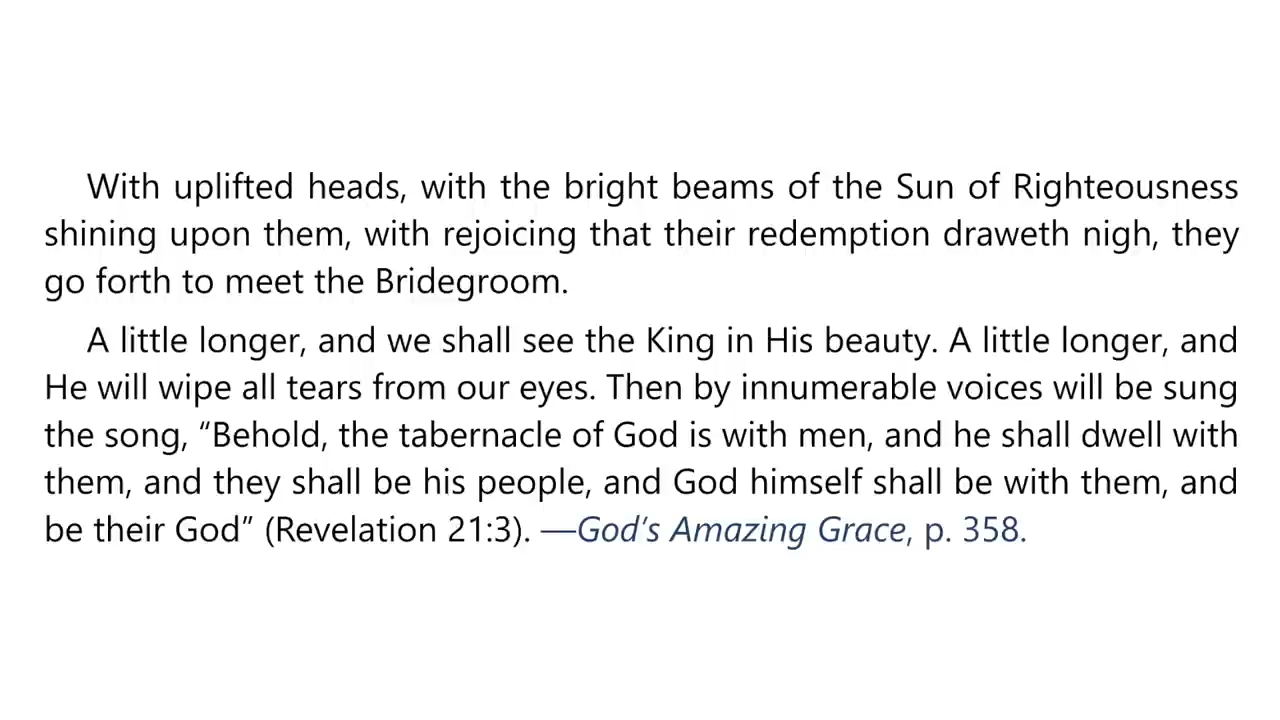 With uplifted heads, with the bright beams of the Sun of Righteousness
shining upon them, with rejoicing that their redemption draweth nigh, they
go forth to meet the Bridegroom.
A little longer, and we shall see the King in His beauty. A little longer, and
He will wipe all tears from our eyes. Then by innumerable voices will be sung
the song, “Behold, the tabernacle of God is with men, and he shall dwell with
them, and they shall be his people, and God himself shall be with them, and
be their God” (Revelation 21:3). —God’s Amazing Grace, p. 358.